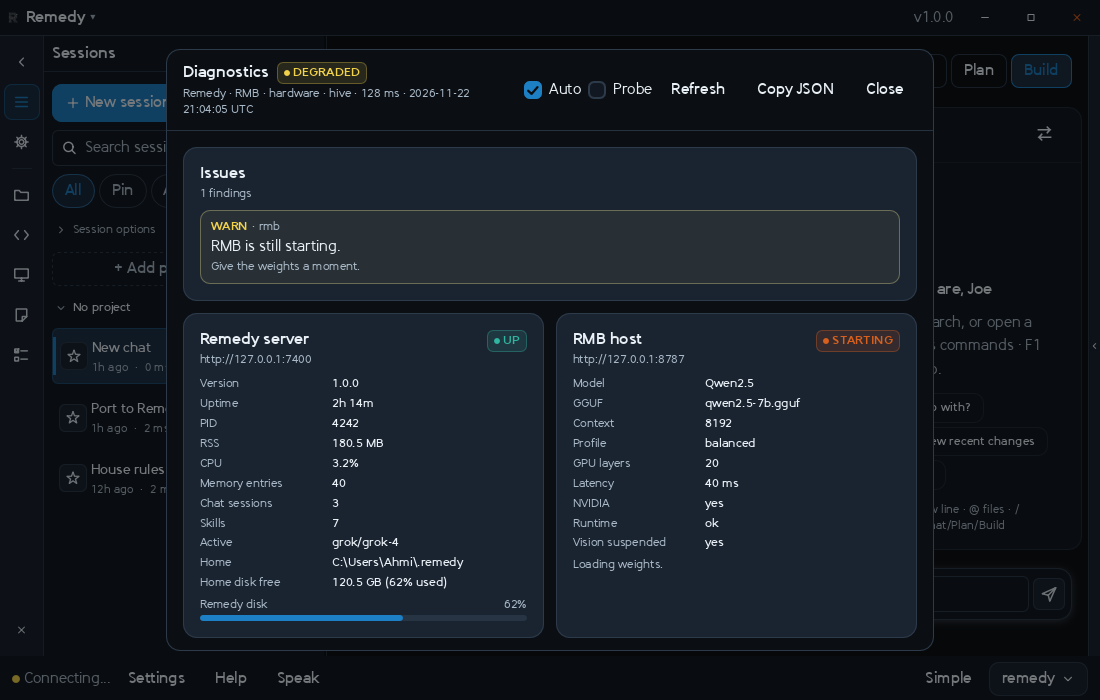 Remedy
v1.0.0
Sessions
Diagnostics
DEGRADED
Remedy · RMB · hardware · hive · 128 ms · 2026-11-22
21:04:05 UTC
Auto
Probe
Refresh
Copy JSON
Close
Plan
Build
+ New session
Search sessi
All
Pin
Session options
+ Add p
No project
New chat
1h ago · 0 m
Port to Rem
1h ago · 2 m
House rules
12h ago · 2 m
Issues
1 findings
WARN · rmb
RMB is still starting.
Give the weights a moment.
Remedy server
UP
http://127.0.0.1:7400
Version 1.0.0
Uptime 2h 14m
PID 4242
RSS 180.5 MB
CPU 3.2%
Memory entries 40
Chat sessions 3
Skills 7
Active grok/grok-4
Home C:\Users\Ahmi\.remedy
Home disk free 120.5 GB (62% used)
Remedy disk 62%
RMB host
STARTING
http://127.0.0.1:8787
Model Qwen2.5
GGUF qwen2.5-7b.gguf
Context 8192
Profile balanced
GPU layers 20
Latency 40 ms
NVIDIA yes
Runtime ok
Vision suspended yes
Loading weights.
are, Joe
arch, or open a
commands · F1
with?
ew recent changes
line · @ files · /
at/Plan/Build
Connecting...
Settings
Help
Speak
Simple
remedy